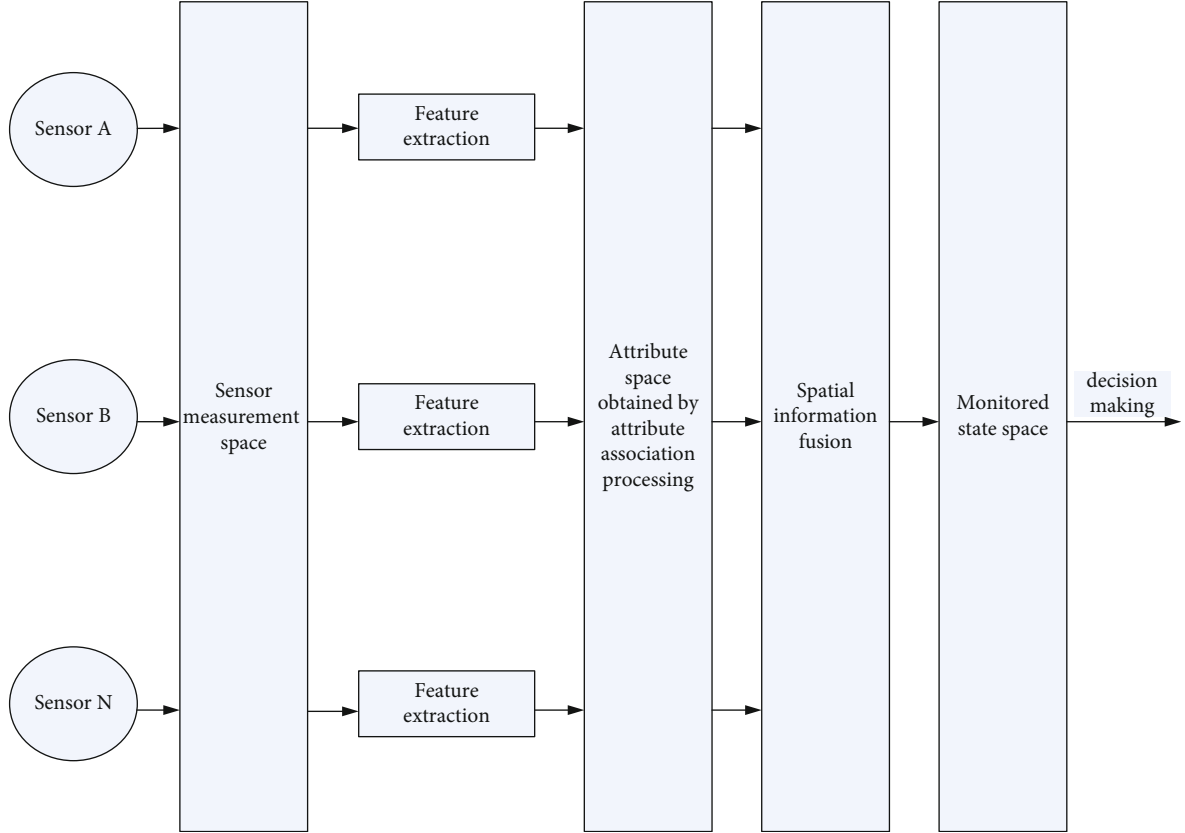 Sensor A
Sensor B
Sensor N
Sensor
measurement
space
Feature
extraction
Feature
extraction
Feature
extraction
Attribute
space
obtained by
attribute
association
processing
Spatial
information
fusion
Monitored
state space
decision
making